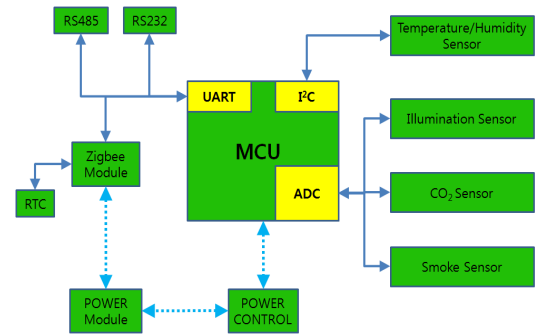 RS485
RS232
Temperature/Humidity
Sensor
UART
I²C
Illumination Sensor
MCU
Zigbee
Module
ADC
CO₂ Sensor
RTC
Smoke Sensor
POWER
Module
POWER
CONTROL